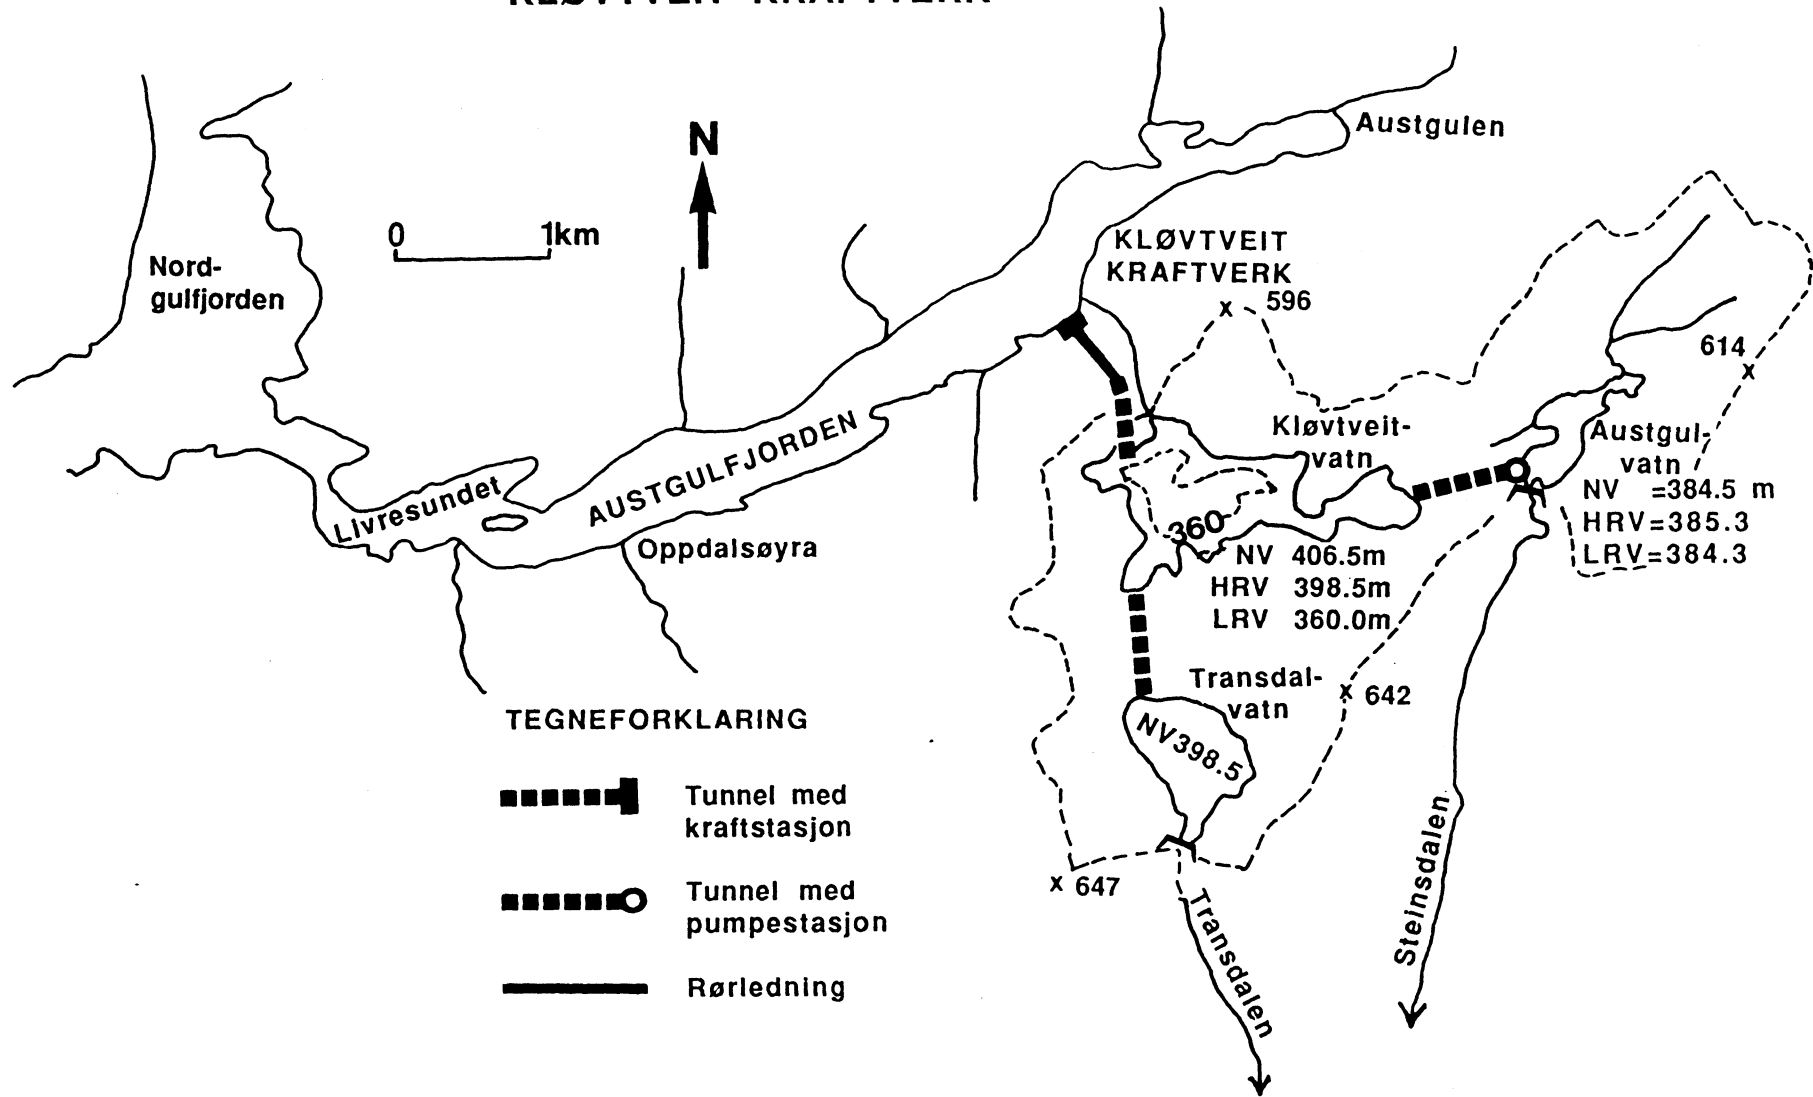 KLØVTVEIT KRAFTVERK
Austgulen
N
0 1km
Nord-
gulfjorden
KLØVTVEIT
KRAFTVERK
x 596
614
x
Kløvtveit-
vatn
Austgul-
vatn
NV =384.5 m
HRV=385.3
LRV=384.3
AUSTGULFJORDEN
Livresundet
Oppdalsøyra
360
NV 406.5m
HRV 398.5m
LRV 360.0m
Transdal-
vatn
x 642
NV398.5
TEGNEFORKLARING
Tunnel med
kraftstasjon
Tunnel med
pumpestasjon
Rørledning
x 647
Transdalen
Steinsdalen